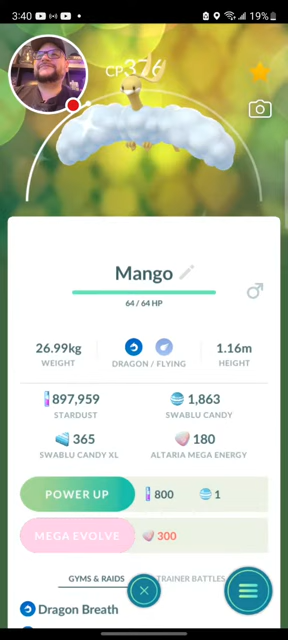 3:40 19%
CP376
Mango
64 / 64 HP
26.99kg 1.16m
WEIGHT DRAGON / FLYING HEIGHT
897,959 1,863
STARDUST SWABLU CANDY
365 180
SWABLU CANDY XL ALTARIA MEGA ENERGY
POWER UP 800 1
MEGA EVOLVE 300
GYMS & RAIDS TRAINER BATTLES
Dragon Breath